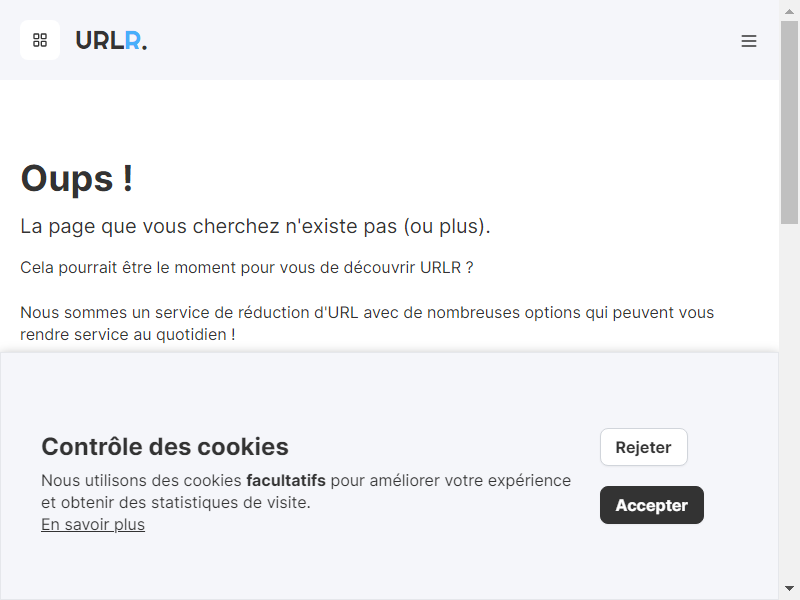 URLR.
Oups !
La page que vous cherchez n'existe pas (ou plus).
Cela pourrait être le moment pour vous de découvrir URLR ?
Nous sommes un service de réduction d'URL avec de nombreuses options qui peuvent vous
rendre service au quotidien !
Contrôle des cookies
Nous utilisons des cookies facultatifs pour améliorer votre expérience
et obtenir des statistiques de visite.
En savoir plus
Rejeter
Accepter